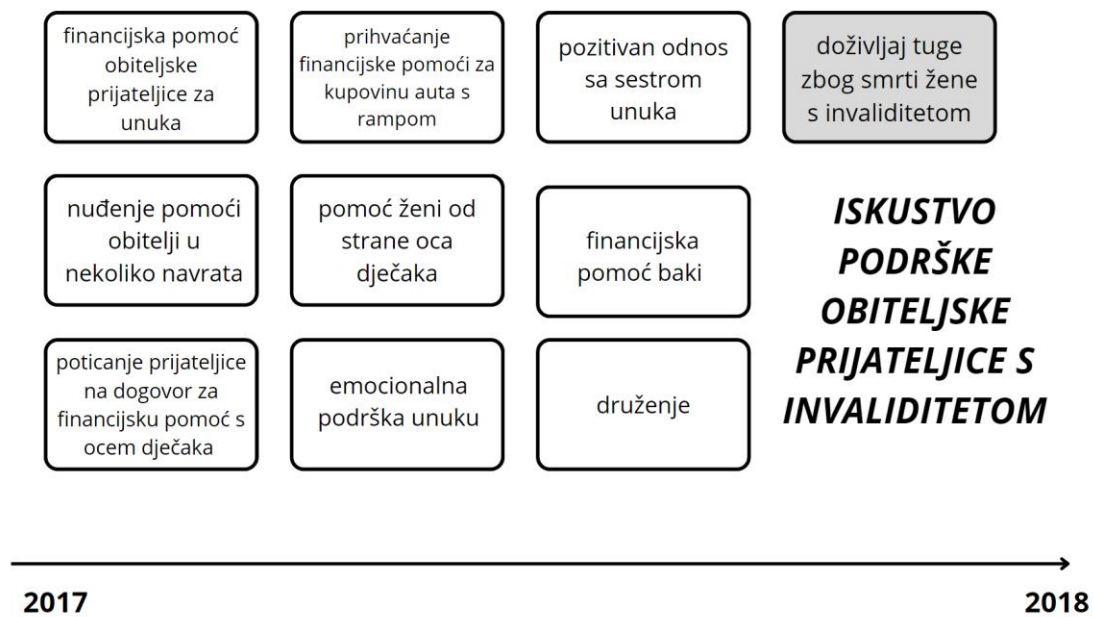 financijska pomoć
obiteljske
prijateljice za
unuka
prihvaćanje
financijske pomoći za
kupovinu auta s
rampom
pozitivan odnos
sa sestrom
unuka
doživljaj tuge
zbog smrti žene
s invaliditetom
nuđenje pomoći
obitelji u
nekoliko navrata
pomoć ženi od
strane oca
dječaka
financijska
pomoć baki
ISKUSTVO
PODRŠKE
OBITELJSKE
PRIJATELJICE S
INVALIDITETOM
poticanje prijateljice
na dogovor za
financijsku pomoć s
ocem dječaka
emocionalna
podrška unuku
druženje
2017
2018